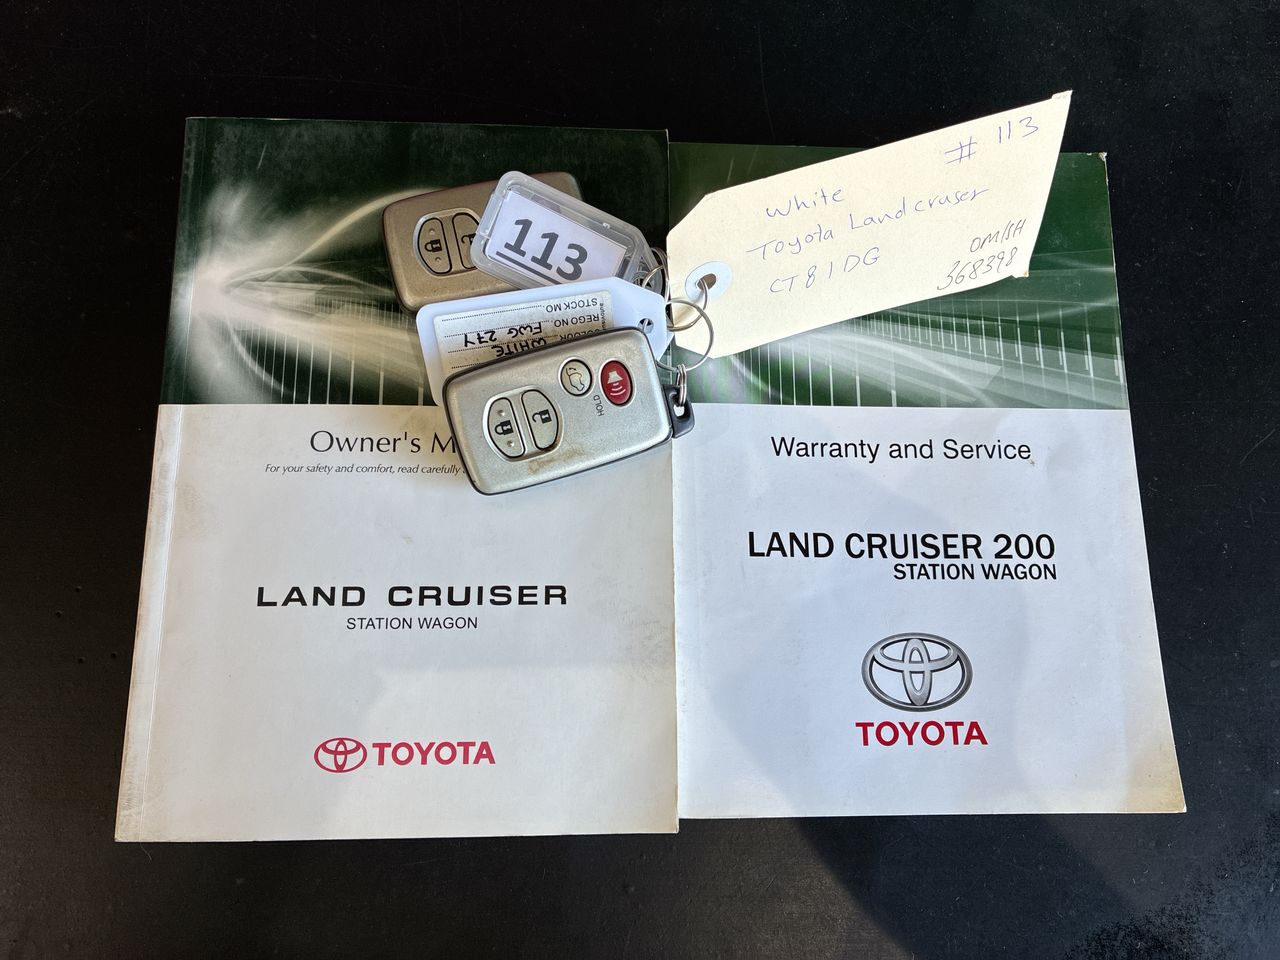 # 113
White
Toyota Landcruiser
CT81DG
OM/SH
368398
113
STOCK NO.
REGO NO. FWG 27Y
COLOUR WHITE
HOLD
Owner's M
For your safety and comfort, read carefully
LAND CRUISER
STATION WAGON
TOYOTA
Warranty and Service
LAND CRUISER 200
STATION WAGON
TOYOTA